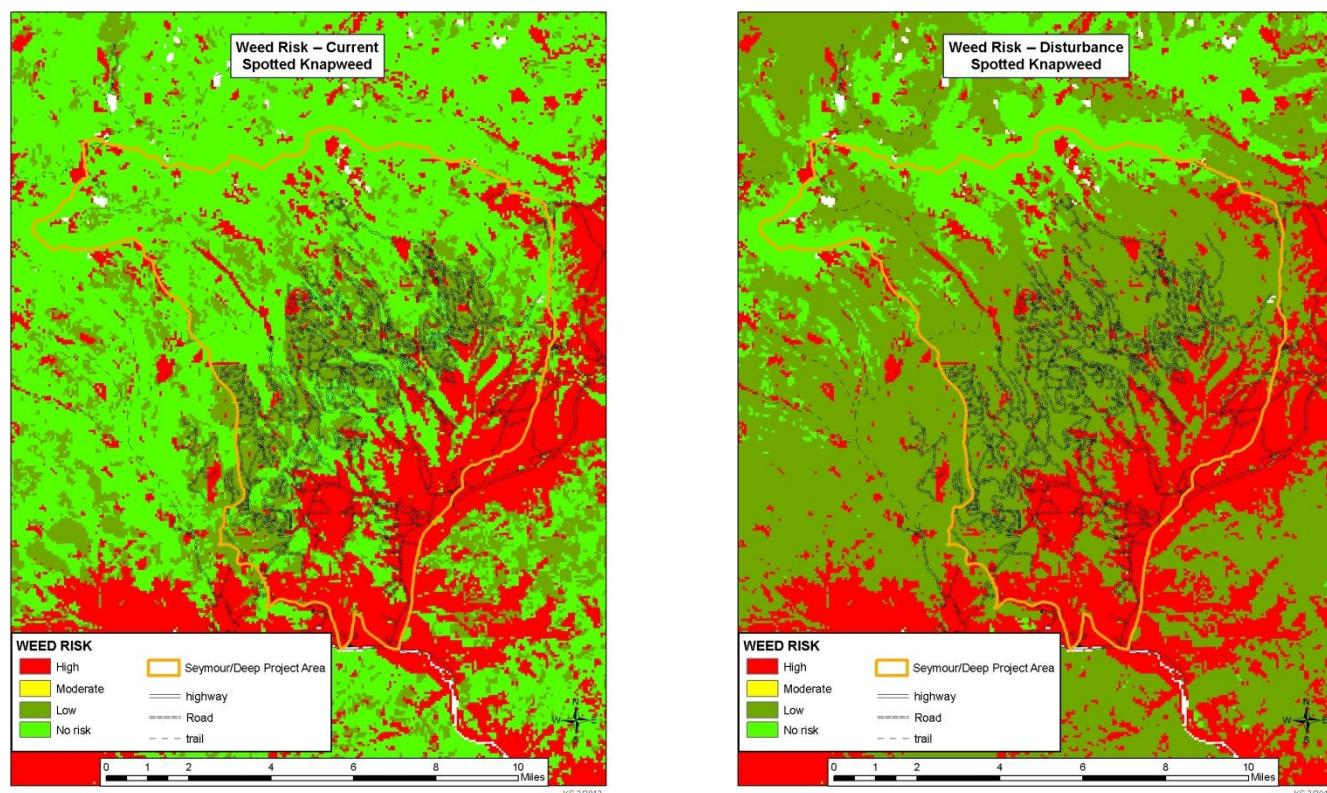 Weed Risk – Current
Spotted Knapweed
WEED RISK
High
Moderate
Low
No risk
Seymour/Deep Project Area
highway
Road
trail
N
W E
S
0 1 2 4 6 8 10
Miles
Weed Risk – Disturbance
Spotted Knapweed
WEED RISK
High
Moderate
Low
No risk
Seymour/Deep Project Area
highway
Road
trail
N
W E
S
0 1 2 4 6 8 10
Miles